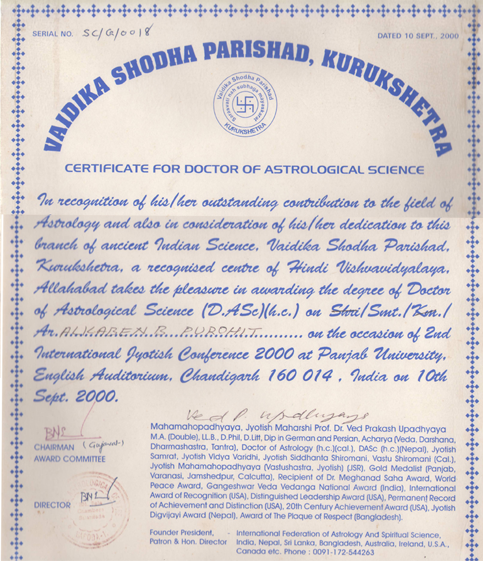 SERIAL NO. SC/G/0018
DATED 10 SEPT. 2000
VAIDIKA SHODHA PARISHAD, KURUKSHETRA
Vaidika Shodha Parishad
KURUKSHETRA
CERTIFICATE FOR DOCTOR OF ASTROLOGICAL SCIENCE
In recognition of his/her outstanding contribution to the field of
Astrology and also in consideration of his/her dedication to this
branch of ancient Indian Science, Vaidika Shodha Parishad,
Kurukshetra, a recognised centre of Hindi Vishvavidyalaya,
Allahabad takes the pleasure in awarding the degree of Doctor
of Astrological Science (D.ASc)(h.c.) on Shri/Smt./Km./
Ar. ALKABEN B. PUROHIT on the occasion of 2nd
International Jyotish Conference 2000 at Panjab University,
English Auditorium, Chandigarh 160 014 , India on 10th
Sept. 2000.
Ved P. Upadhyaya
Mahamahopadhyaya, Jyotish Maharshi Prof. Dr. Ved Prakash Upadhyaya
M.A. (Double), LL.B., D.Phil, D.Litt, Dip in German and Persian, Acharya (Veda, Darshana,
Dharmashastra, Tantra), Doctor of Astrology (h.c.)(cal.), DASc (h.c.)(Nepal), Jyotish
Samrat, Jyotish Vidya Varidhi, Jyotish Siddhanta Shiromani, Vastu Shiromani (Cal.),
Jyotish Mahamahopadhyaya (Vastushastra, Jyotish) (JSR), Gold Medalist (Panjab,
Varanasi, Jamshedpur, Calcutta), Recipient of Dr. Meghanad Saha Award, World
Peace Award, Gangeshwar Veda Vedanga National Award (India), International
Award of Recognition (USA), Distinguished Leadership Award (USA), Permanent Record
of Achievement and Distinction (USA), 20th Century Achievement Award (USA), Jyotish
Digvijayi Award (Nepal), Award of The Plaque of Respect (Bangladesh).
CHAIRMAN (Gujarat)
AWARD COMMITTEE
DIRECTOR
Founder President, - International Federation of Astrology And Spiritual Science,
Patron & Hon. Director India, Nepal, Sri Lanka, Bangladesh, Australia, Ireland, U.S.A.,
Canada etc. Phone : 0091-172-544263